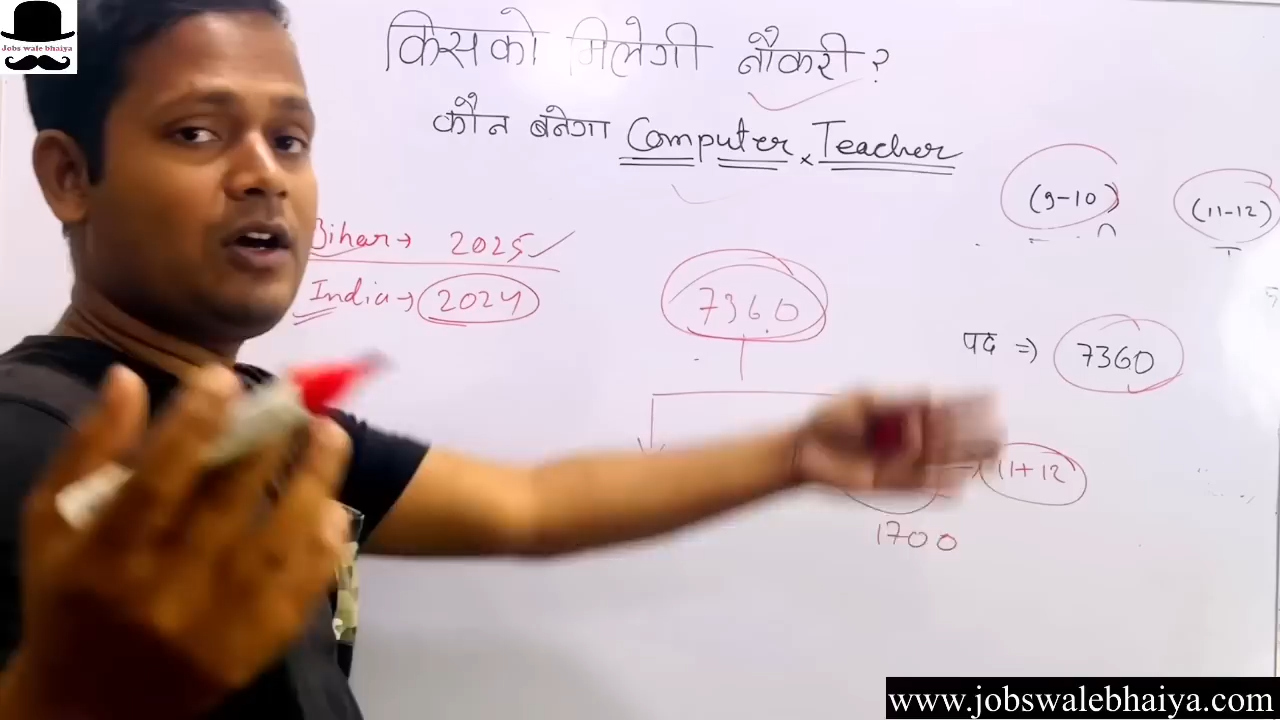 Jobs wale bhaiya
किसको मिलेगी नौकरी ?
कौन बनेगा Computer Teacher
(9-10)
(11-12)
Bihar → 2025 ✓
India → 2024
7360
पद ⇒ 7360
11+12
1700
www.jobswalebhaiya.com